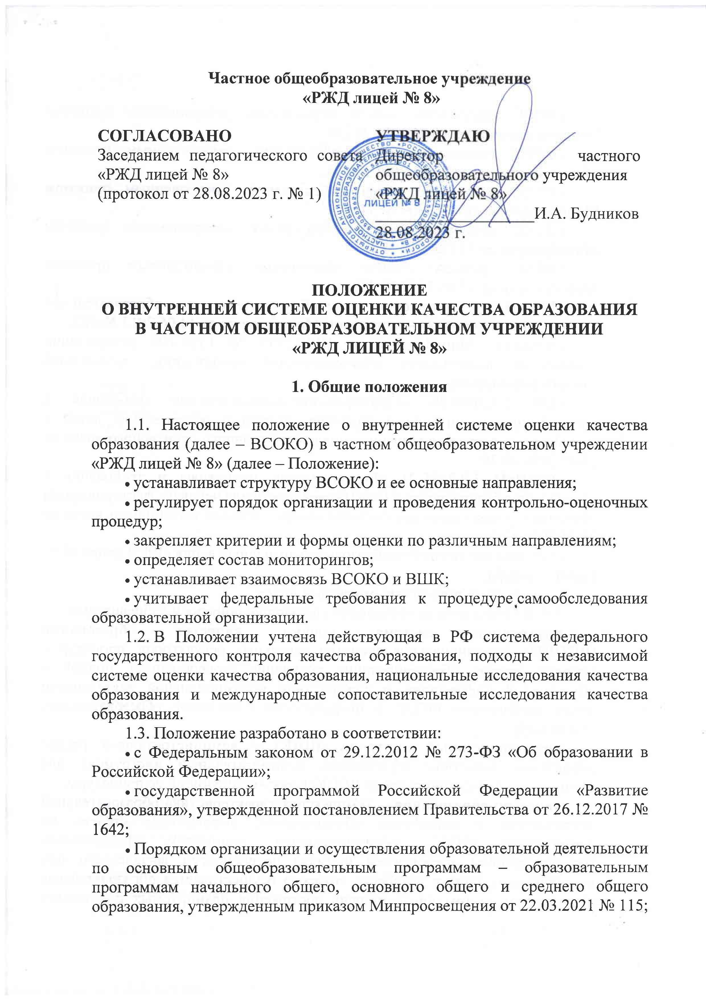 Частное общеобразовательное учреждение
«РЖД лицей № 8»
СОГЛАСОВАНО
Заседанием педагогического совета
«РЖД лицей № 8»
(протокол от 28.08.2023 г. № 1)
УТВЕРЖДАЮ
Директор частного
общеобразовательного учреждения
«РЖД лицей № 8»
И.А. Будников
28.08.2023 г.
ЛИЦЕЙ № 8
ПОЛОЖЕНИЕ
О ВНУТРЕННЕЙ СИСТЕМЕ ОЦЕНКИ КАЧЕСТВА ОБРАЗОВАНИЯ
В ЧАСТНОМ ОБЩЕОБРАЗОВАТЕЛЬНОМ УЧРЕЖДЕНИИ
«РЖД ЛИЦЕЙ № 8»
1. Общие положения
1.1. Настоящее положение о внутренней системе оценки качества
образования (далее – ВСОКО) в частном общеобразовательном учреждении
«РЖД лицей № 8» (далее – Положение):
• устанавливает структуру ВСОКО и ее основные направления;
• регулирует порядок организации и проведения контрольно-оценочных
процедур;
• закрепляет критерии и формы оценки по различным направлениям;
• определяет состав мониторингов;
• устанавливает взаимосвязь ВСОКО и ВШК;
• учитывает федеральные требования к процедуре самообследования
образовательной организации.
1.2. В Положении учтена действующая в РФ система федерального
государственного контроля качества образования, подходы к независимой
системе оценки качества образования, национальные исследования качества
образования и международные сопоставительные исследования качества
образования.
1.3. Положение разработано в соответствии:
• с Федеральным законом от 29.12.2012 № 273-ФЗ «Об образовании в
Российской Федерации»;
• государственной программой Российской Федерации «Развитие
образования», утвержденной постановлением Правительства от 26.12.2017 №
1642;
• Порядком организации и осуществления образовательной деятельности
по основным общеобразовательным программам – образовательным
программам начального общего, основного общего и среднего общего
образования, утвержденным приказом Минпросвещения от 22.03.2021 № 115;